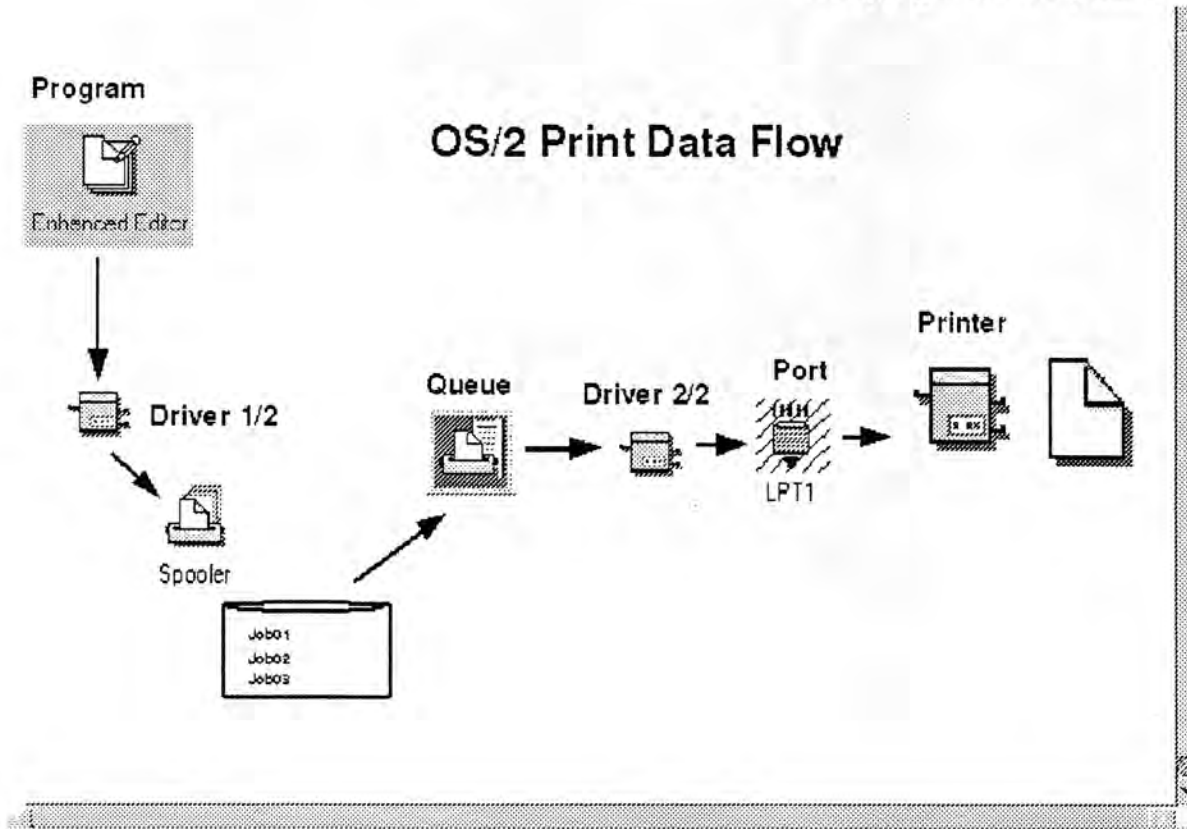 Program
OS/2 Print Data Flow
Enhanced Editor
Printer
Port
Queue
Driver 2/2
Driver 1/2
LPT1
Spooler
Job01
Job02
Job03